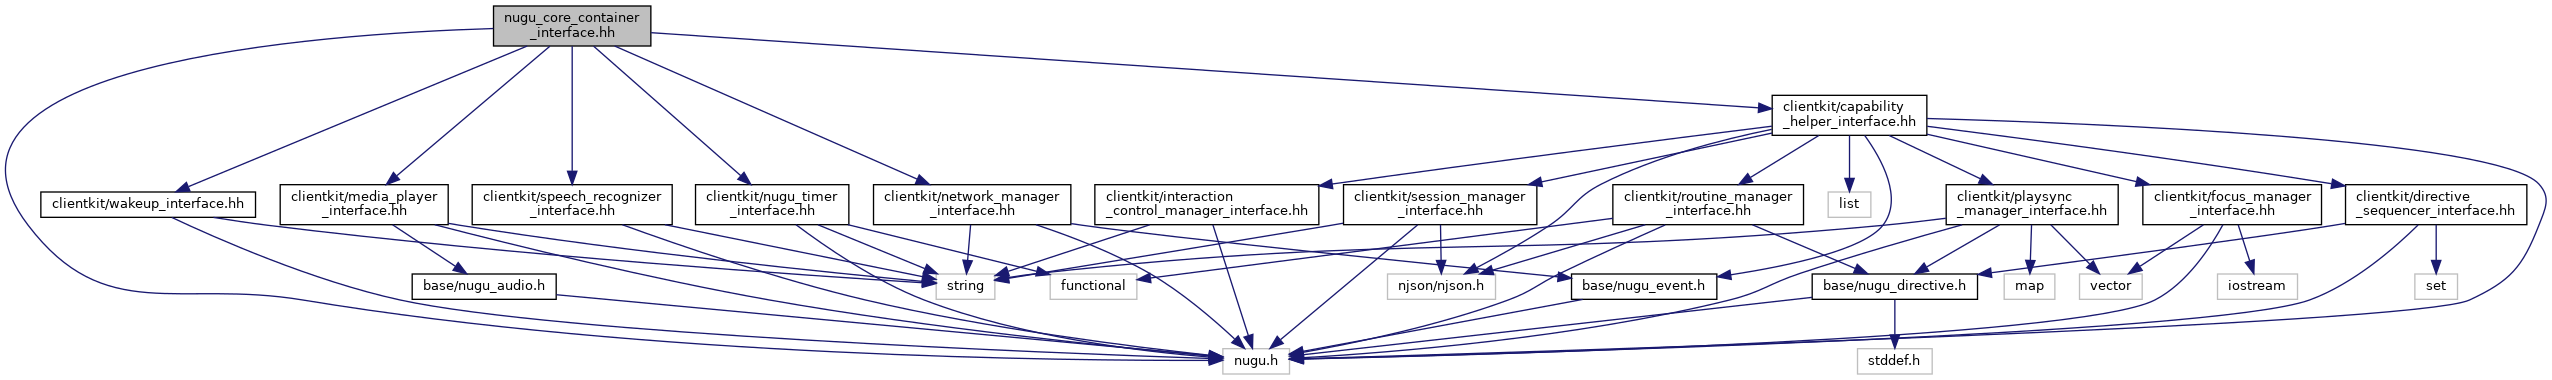 nugu_core_container
_interface.hh
clientkit/capability
_helper_interface.hh
clientkit/wakeup_interface.hh
clientkit/media_player
_interface.hh
clientkit/speech_recognizer
_interface.hh
clientkit/nugu_timer
_interface.hh
clientkit/network_manager
_interface.hh
clientkit/interaction
_control_manager_interface.hh
clientkit/session_manager
_interface.hh
clientkit/routine_manager
_interface.hh
list
clientkit/playsync
_manager_interface.hh
clientkit/focus_manager
_interface.hh
clientkit/directive
_sequencer_interface.hh
base/nugu_audio.h
string
functional
njson/njson.h
base/nugu_event.h
base/nugu_directive.h
map
vector
iostream
set
nugu.h
stddef.h